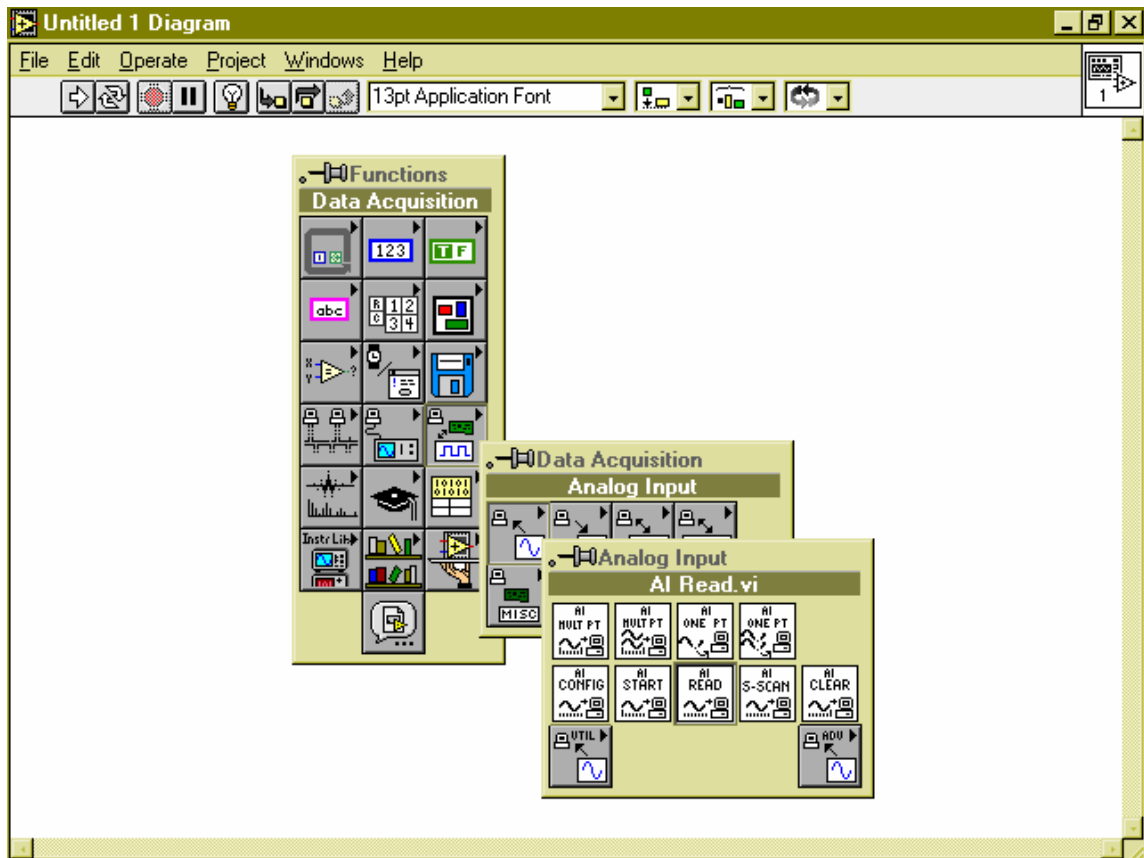 Untitled 1 Diagram
File Edit Operate Project Windows Help
13pt Application Font
1
Functions
Data Acquisition
123
T F
abc
R 1 2
C 3 4
X
Y ?
10101
01010
Instr Lib
Data Acquisition
Analog Input
MISC
Analog Input
AI Read.vi
AI MULT PT
AI MULT PT
AI ONE PT
AI ONE PT
AI CONFIG
AI START
AI READ
AI S-SCAN
AI CLEAR
UTIL
ADV